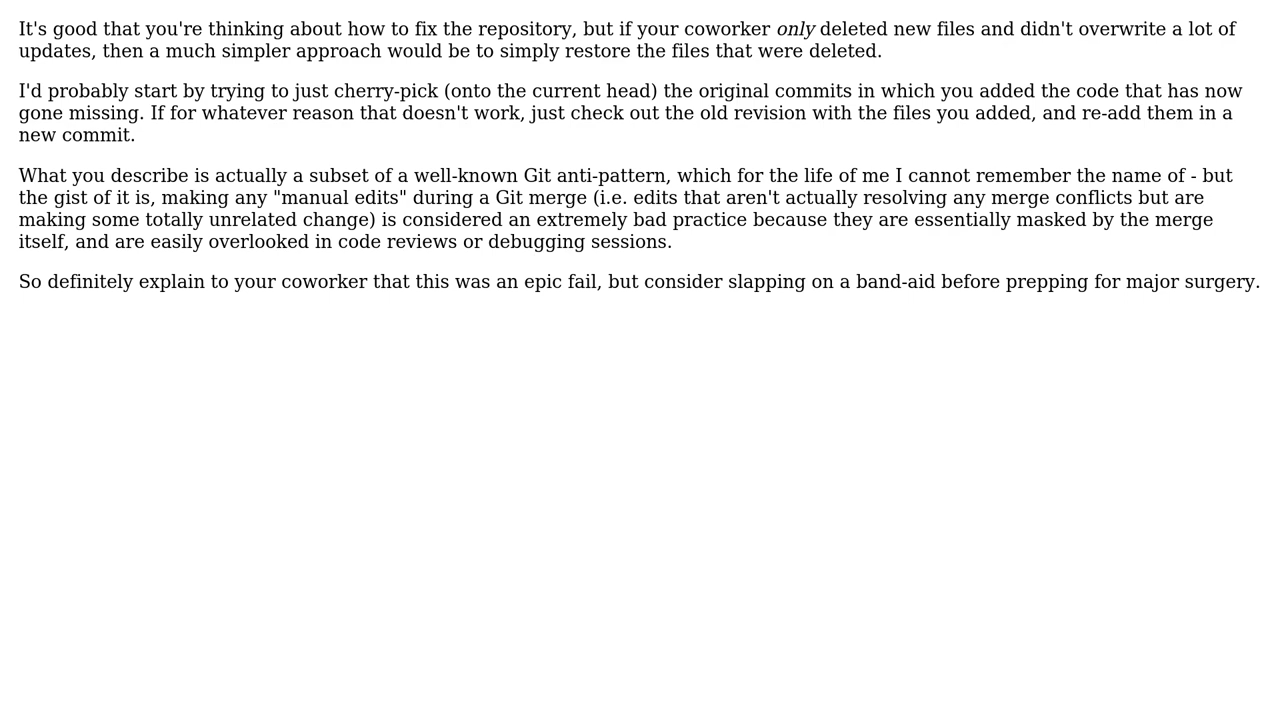 It's good that you're thinking about how to fix the repository, but if your coworker only deleted new files and didn't overwrite a lot of
updates, then a much simpler approach would be to simply restore the files that were deleted.
I'd probably start by trying to just cherry-pick (onto the current head) the original commits in which you added the code that has now
gone missing. If for whatever reason that doesn't work, just check out the old revision with the files you added, and re-add them in a
new commit.
What you describe is actually a subset of a well-known Git anti-pattern, which for the life of me I cannot remember the name of - but
the gist of it is, making any "manual edits" during a Git merge (i.e. edits that aren't actually resolving any merge conflicts but are
making some totally unrelated change) is considered an extremely bad practice because they are essentially masked by the merge
itself, and are easily overlooked in code reviews or debugging sessions.
So definitely explain to your coworker that this was an epic fail, but consider slapping on a band-aid before prepping for major surgery.